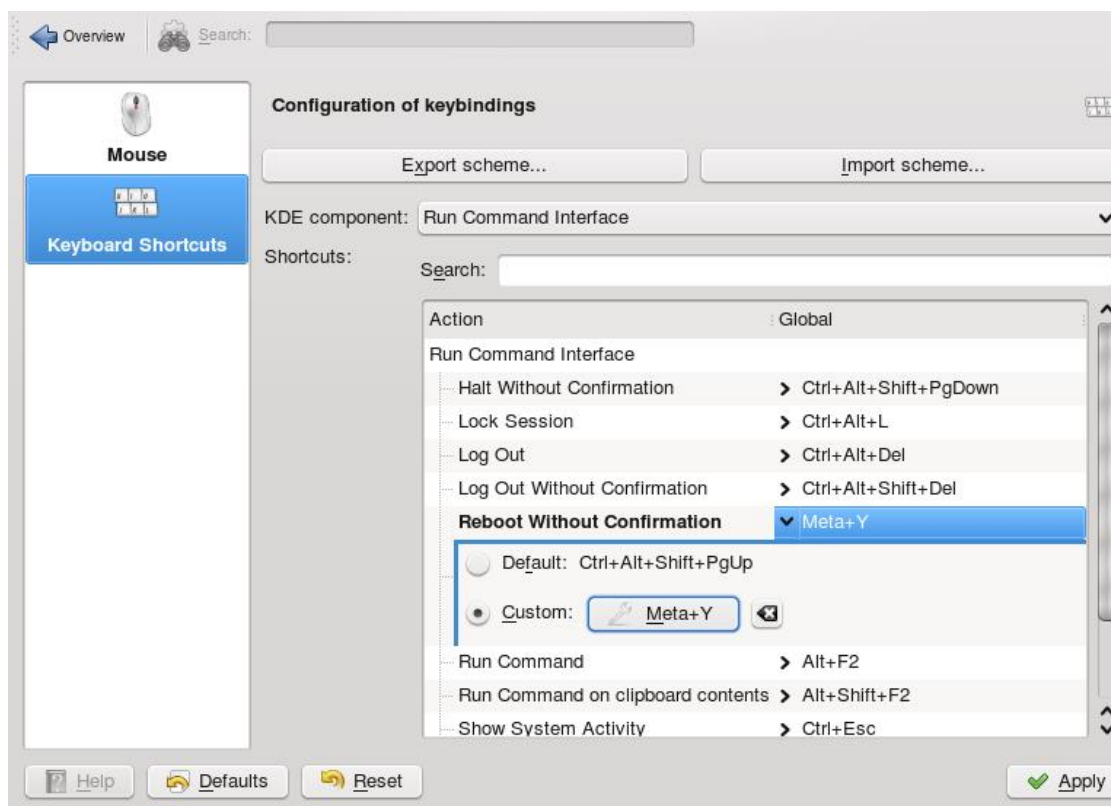 Overview Search:
Mouse
Keyboard Shortcuts
Configuration of keybindings
Export scheme... Import scheme...
KDE component: Run Command Interface
Shortcuts:
Search:
Action Global
Run Command Interface
Halt Without Confirmation Ctrl+Alt+Shift+PgDown
Lock Session Ctrl+Alt+L
Log Out Ctrl+Alt+Del
Log Out Without Confirmation Ctrl+Alt+Shift+Del
Reboot Without Confirmation Meta+Y
Default: Ctrl+Alt+Shift+PgUp
Custom: Meta+Y
Run Command Alt+F2
Run Command on clipboard contents Alt+Shift+F2
Show System Activity Ctrl+Esc
Help Defaults Reset Apply